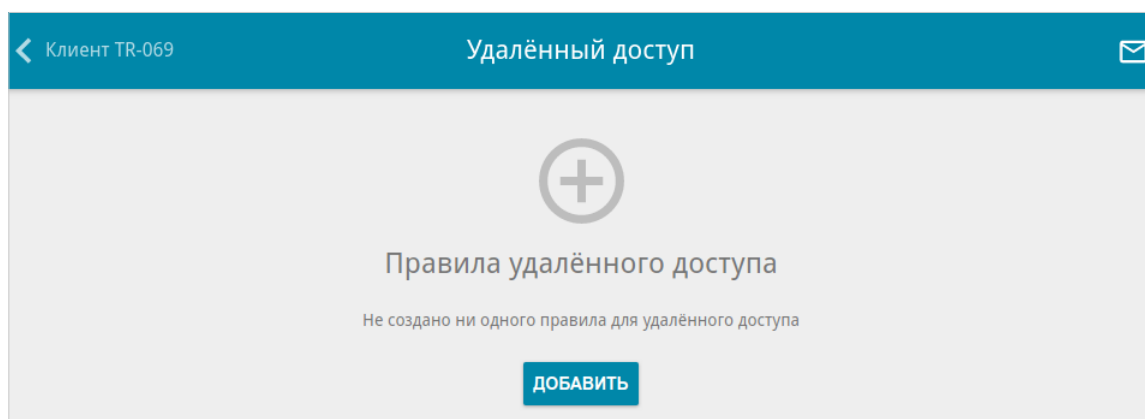 Клиент TR-069
Удалённый доступ
Правила удалённого доступа
Не создано ни одного правила для удалённого доступа
ДОБАВИТЬ